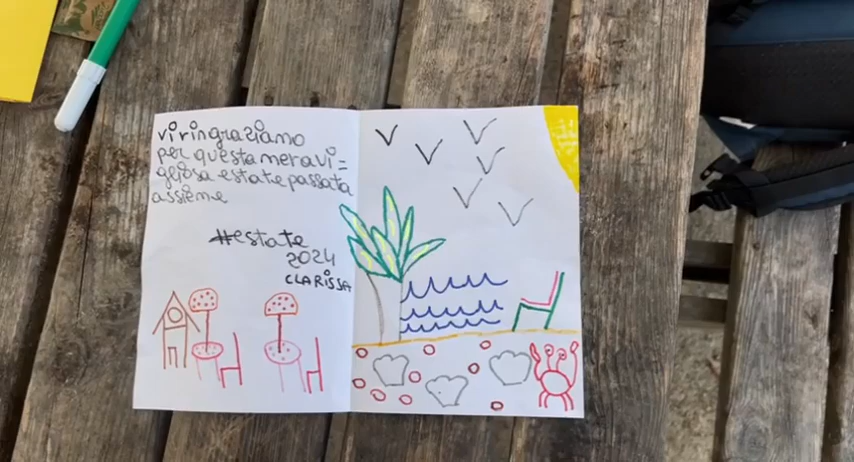 vi ringraziamo
per questa meravi=
gliosa estate passata
assieme
#estate
2024
CLARISSA